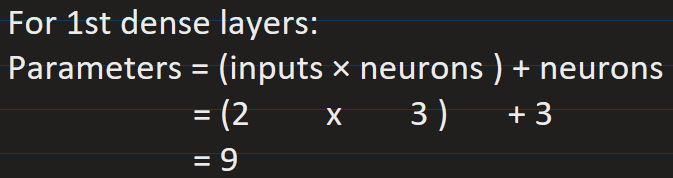 For 1st dense layers:
Parameters = (inputs × neurons ) + neurons
= (2 x 3 ) + 3
= 9